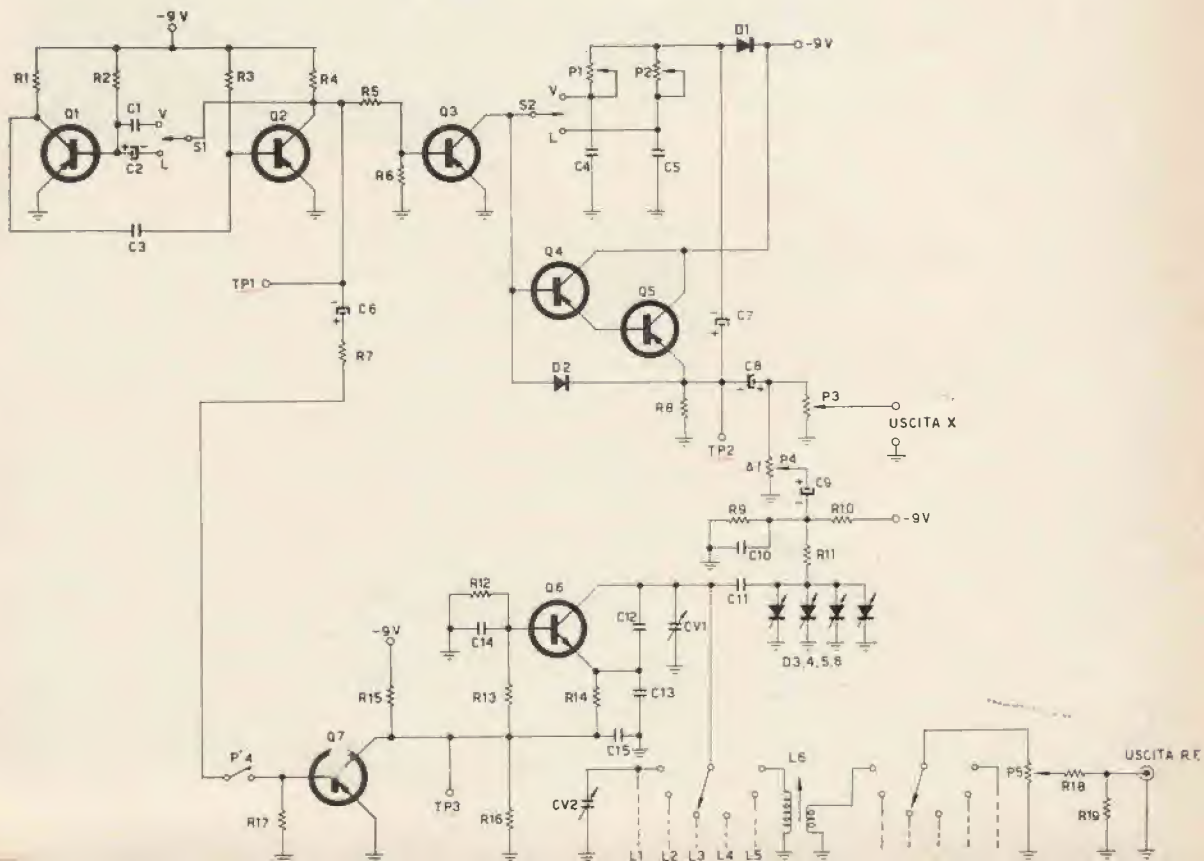 -9V
R1
R2
R3
R4
Q1
C1
V
S1
C2
L
Q2
C3
R5
Q3
R6
S2
V
L
P1
P2
D1
-9V
C4
C5
Q4
Q5
TP1
C6
R7
C7
D2
R8
C8
TP2
P3
USCITA X
Δf
P4
C9
R9
R10
-9V
C10
R11
R12
Q6
C14
C12
CV1
C11
D3,4,5,6
-9V
R15
R13
R14
C13
C15
P'4
Q7
R17
TP3
R16
CV2
L1
L2
L3
L4
L5
L6
P5
R18
R19
USCITA R.F.